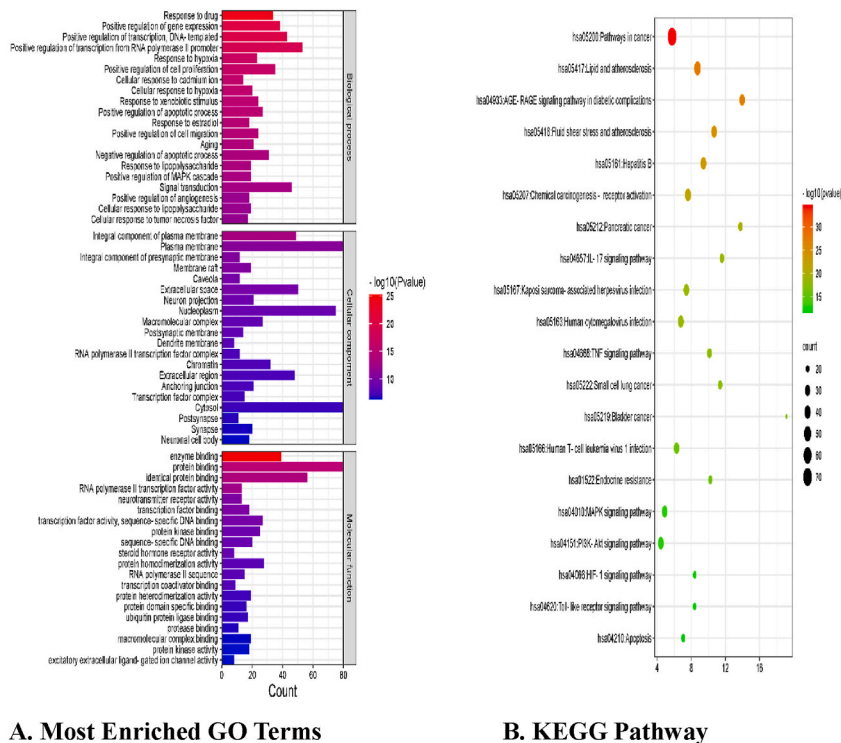 Response to drug
Positive regulation of gene expression
Positive regulation of transcription, DNA- templated
Positive regulation of transcription from RNA polymerase II promoter
Response to hypoxia
Positive regulation of cell proliferation
Cellular response to cadmium ion
Cellular response to hypoxia
Response to xenobiotic stimulus
Positive regulation of apoptotic process
Response to estradiol
Positive regulation of cell migration
Aging
Negative regulation of apoptotic process
Response to lipopolysaccharide
Positive regulation of MAPK cascade
Signal transduction
Positive regulation of angiogenesis
Cellular response to lipopolysaccharide
Cellular response to tumor necrosis factor
Biological process
Integral component of plasma membrane
Plasma membrane
Integral component of presynaptic membrane
Membrane raft
Caveola
Extracellular space
Neuron projection
Nucleoplasm
Macromolecular complex
Postsynaptic membrane
Dendrite membrane
RNA polymerase II transcription factor complex
Chromatin
Extracellular region
Anchoring junction
Transcription factor complex
Cytosol
Postsynapse
Synapse
Neuronal cell body
Cellular component
enzyme binding
protein binding
identical protein binding
RNA polymerase II transcription factor activity
neurotransmitter receptor activity
transcription factor binding
transcription factor activity, sequence- specific DNA binding
protein kinase binding
sequence- specific DNA binding
steroid hormone receptor activity
protein homodimerization activity
RNA polymerase II sequence
transcription coactivator binding
protein heterodimerization activity
protein domain specific binding
ubiquitin protein ligase binding
protease binding
macromolecular complex binding
protein kinase activity
excitatory extracellular ligand- gated ion channel activity
Molecular function
0 20 40 60 80
Count
- log10(Pvalue)
25
20
15
10
A. Most Enriched GO Terms
hsa05200:Pathways in cancer
hsa05417:Lipid and atherosclerosis
hsa04933:AGE- RAGE signaling pathway in diabetic complications
hsa05418:Fluid shear stress and atherosclerosis
hsa05161:Hepatitis B
hsa05207:Chemical carcinogenesis - receptor activation
hsa05212:Pancreatic cancer
hsa04657:IL- 17 signaling pathway
hsa05167:Kaposi sarcoma- associated herpesvirus infection
hsa05163:Human cytomegalovirus infection
hsa04668:TNF signaling pathway
hsa05222:Small cell lung cancer
hsa05219:Bladder cancer
hsa05166:Human T- cell leukemia virus 1 infection
hsa01522:Endocrine resistance
hsa04010:MAPK signaling pathway
hsa04151:PI3K- Akt signaling pathway
hsa04066:HIF- 1 signaling pathway
hsa04620:Toll- like receptor signaling pathway
hsa04210:Apoptosis
4 8 12 16
- log10(pvalue)
30
25
20
15
count
20
30
40
50
60
70
B. KEGG Pathway